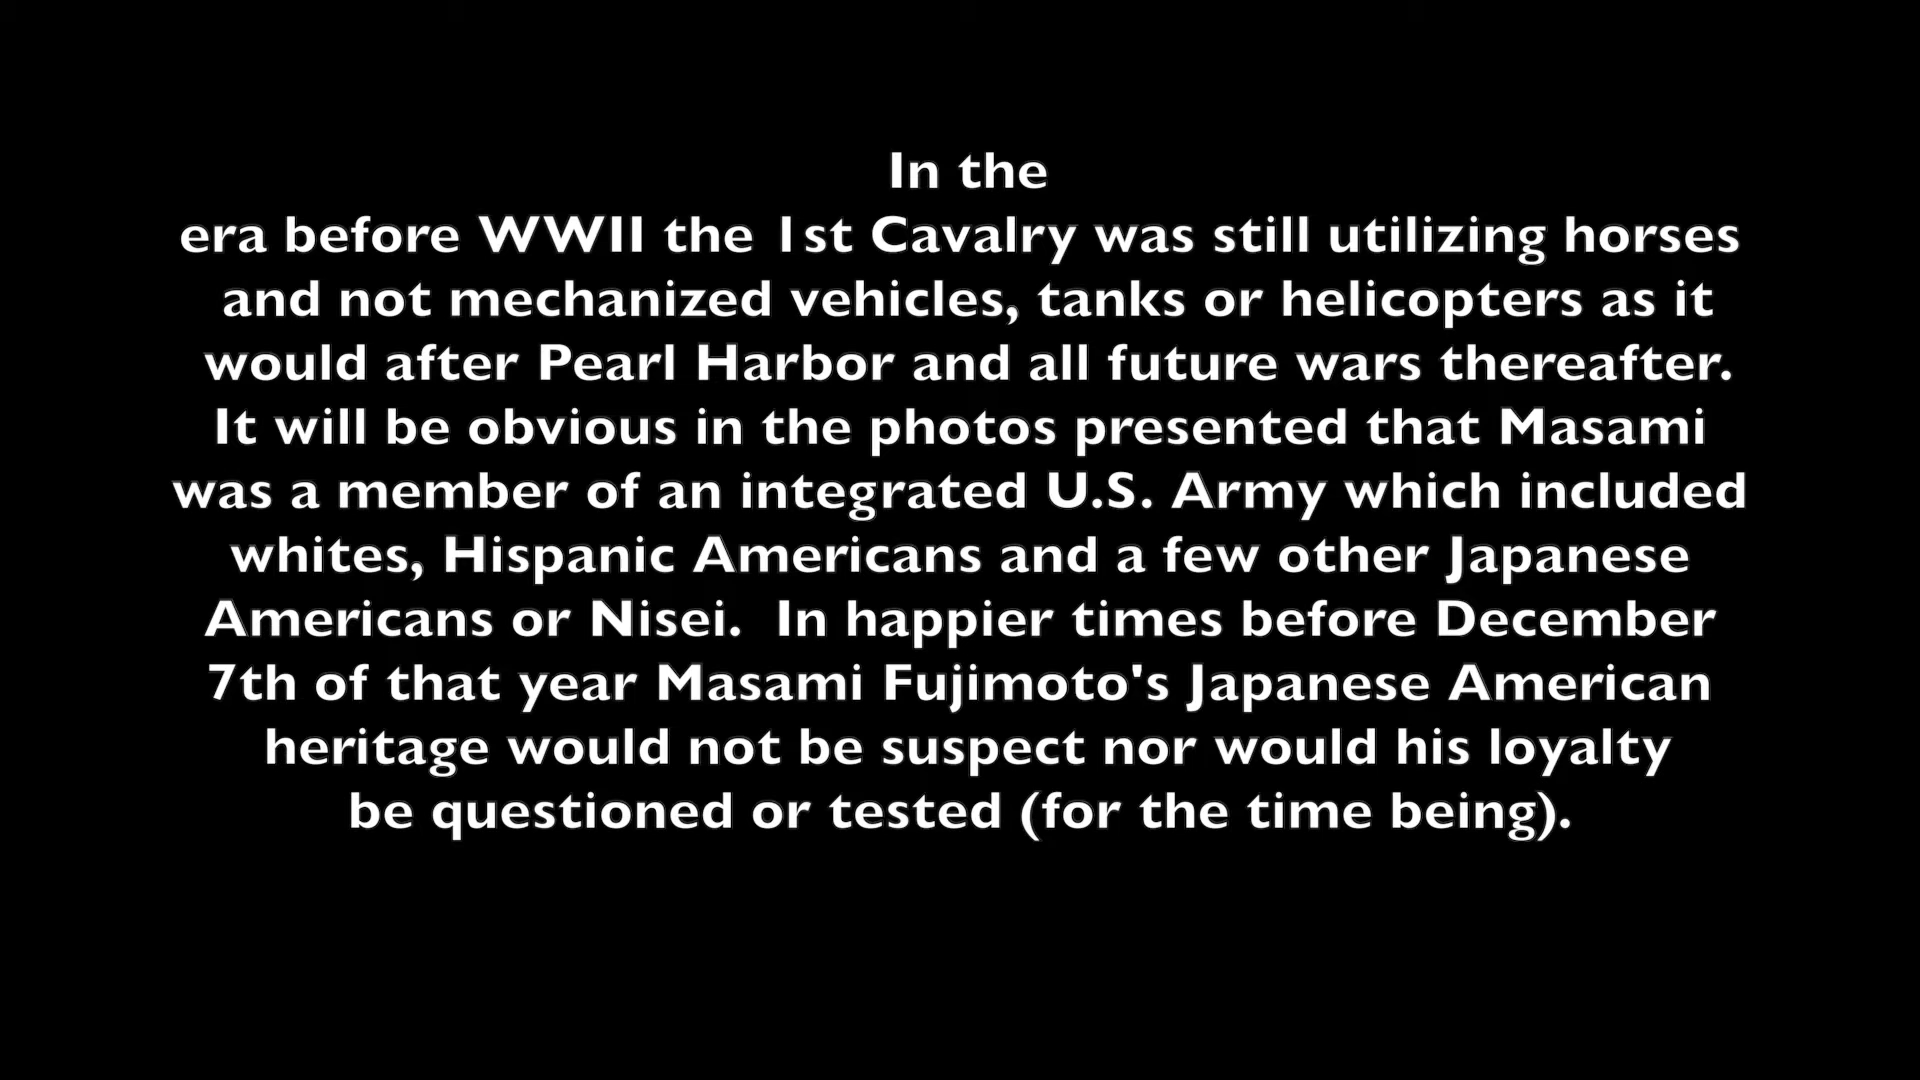 In the
era before WWII the 1st Cavalry was still utilizing horses
and not mechanized vehicles, tanks or helicopters as it
would after Pearl Harbor and all future wars thereafter.
It will be obvious in the photos presented that Masami
was a member of an integrated U.S. Army which included
whites, Hispanic Americans and a few other Japanese
Americans or Nisei.  In happier times before December
7th of that year Masami Fujimoto's Japanese American
heritage would not be suspect nor would his loyalty
be questioned or tested (for the time being).